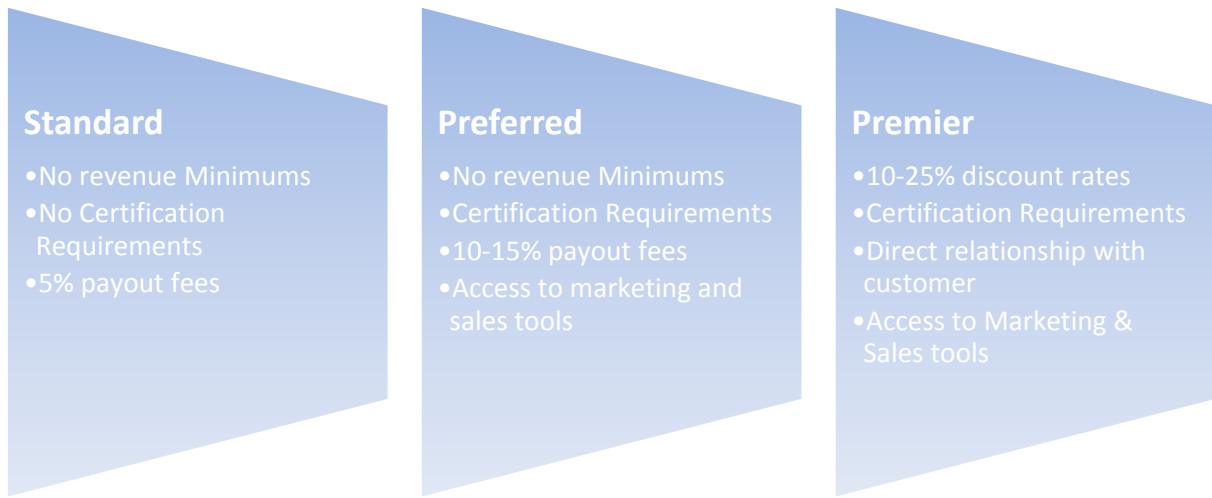 Standard
•No revenue Minimums
•No Certification
Requirements
•5% payout fees
Preferred
•No revenue Minimums
•Certification Requirements
•10-15% payout fees
•Access to marketing and
sales tools
Premier
•10-25% discount rates
•Certification Requirements
•Direct relationship with
customer
•Access to Marketing &
Sales tools